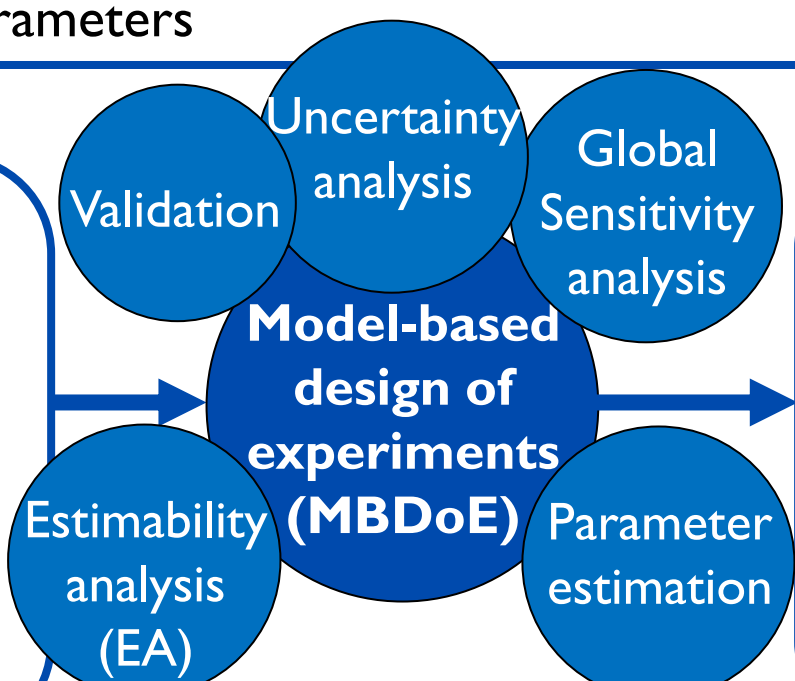 rameters
Uncertainty
analysis
Global
Sensitivity
analysis
Validation
Model-based
design of
experiments
(MBDoE)
Estimability
analysis
(EA)
Parameter
estimation